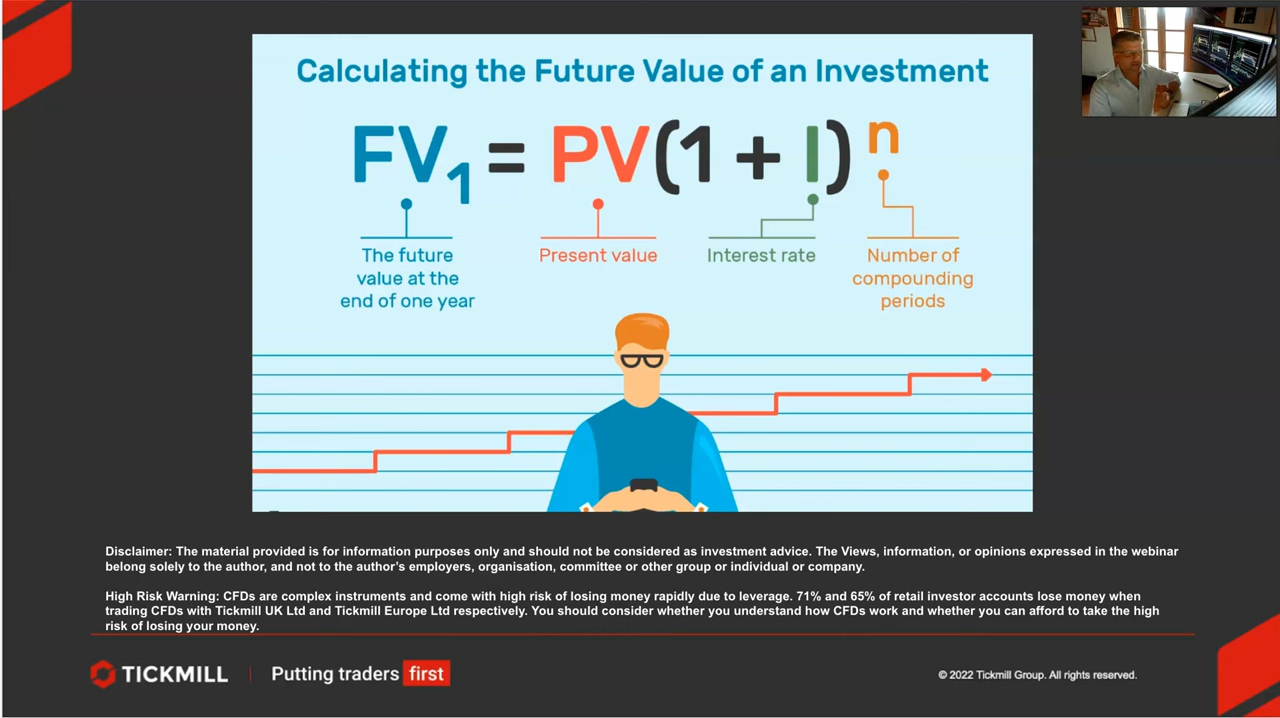 Calculating the Future Value of an Investment
FV1 = PV(1 + I)n
The future
value at the
end of one year
Present value
Interest rate
Number of
compounding
periods
Disclaimer: The material provided is for information purposes only and should not be considered as investment advice. The Views, information, or opinions expressed in the webinar
belong solely to the author, and not to the author's employers, organisation, committee or other group or individual or company.
High Risk Warning: CFDs are complex instruments and come with high risk of losing money rapidly due to leverage. 71% and 65% of retail investor accounts lose money when
trading CFDs with Tickmill UK Ltd and Tickmill Europe Ltd respectively. You should consider whether you understand how CFDs work and whether you can afford to take the high
risk of losing your money.
TICKMILL | Putting traders first
© 2022 Tickmill Group. All rights reserved.